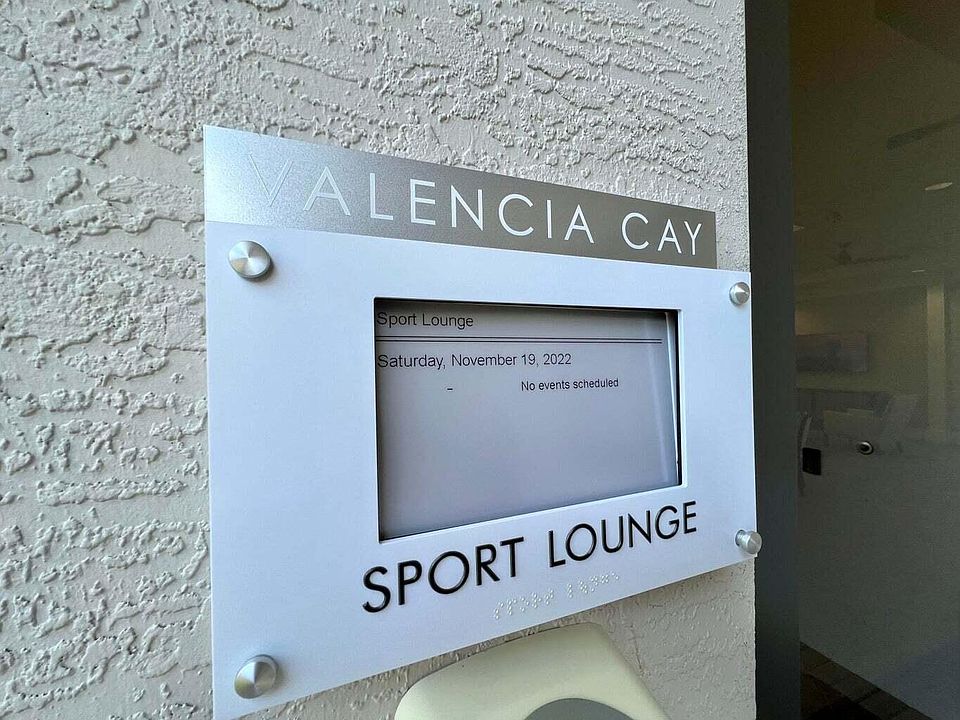 VALENCIA CAY
Sport Lounge
Saturday, November 19, 2022
– No events scheduled
SPORT LOUNGE